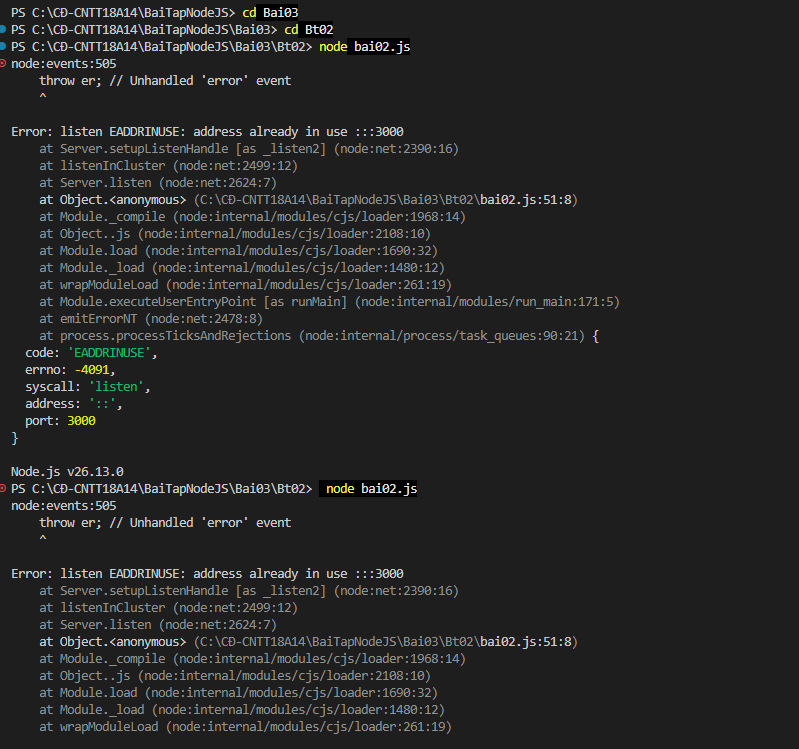 PS C:\CĐ-CNTT18A14\BaiTapNodeJS> cd Bai03
PS C:\CĐ-CNTT18A14\BaiTapNodeJS\Bai03> cd Bt02
PS C:\CĐ-CNTT18A14\BaiTapNodeJS\Bai03\Bt02> node bai02.js
node:events:505
    throw er; // Unhandled 'error' event
    ^

Error: listen EADDRINUSE: address already in use :::3000
    at Server.setupListenHandle [as _listen2] (node:net:2390:16)
    at listenInCluster (node:net:2499:12)
    at Server.listen (node:net:2624:7)
    at Object.<anonymous> (C:\CĐ-CNTT18A14\BaiTapNodeJS\Bai03\Bt02\bai02.js:51:8)
    at Module._compile (node:internal/modules/cjs/loader:1968:14)
    at Object..js (node:internal/modules/cjs/loader:2108:10)
    at Module.load (node:internal/modules/cjs/loader:1690:32)
    at Module._load (node:internal/modules/cjs/loader:1480:12)
    at wrapModuleLoad (node:internal/modules/cjs/loader:261:19)
    at Module.executeUserEntryPoint [as runMain] (node:internal/modules/run_main:171:5)
    at emitErrorNT (node:net:2478:8)
    at process.processTicksAndRejections (node:internal/process/task_queues:90:21) {
  code: 'EADDRINUSE',
  errno: -4091,
  syscall: 'listen',
  address: '::',
  port: 3000
}

Node.js v26.13.0
PS C:\CĐ-CNTT18A14\BaiTapNodeJS\Bai03\Bt02>  node bai02.js
node:events:505
    throw er; // Unhandled 'error' event
    ^

Error: listen EADDRINUSE: address already in use :::3000
    at Server.setupListenHandle [as _listen2] (node:net:2390:16)
    at listenInCluster (node:net:2499:12)
    at Server.listen (node:net:2624:7)
    at Object.<anonymous> (C:\CĐ-CNTT18A14\BaiTapNodeJS\Bai03\Bt02\bai02.js:51:8)
    at Module._compile (node:internal/modules/cjs/loader:1968:14)
    at Object..js (node:internal/modules/cjs/loader:2108:10)
    at Module.load (node:internal/modules/cjs/loader:1690:32)
    at Module._load (node:internal/modules/cjs/loader:1480:12)
    at wrapModuleLoad (node:internal/modules/cjs/loader:261:19)